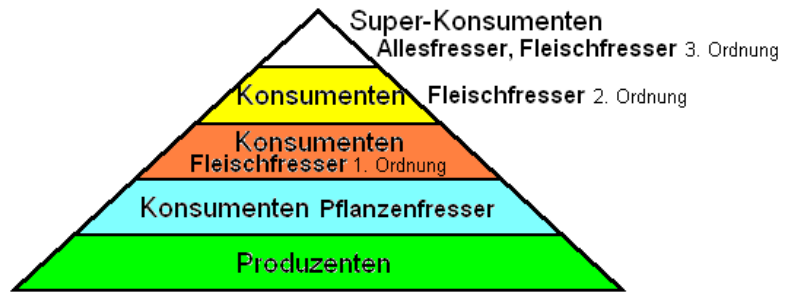 Super-Konsumenten
Allesfresser, Fleischfresser 3. Ordnung
Konsumenten Fleischfresser 2. Ordnung
Konsumenten
Fleischfresser 1. Ordnung
Konsumenten Pflanzenfresser
Produzenten